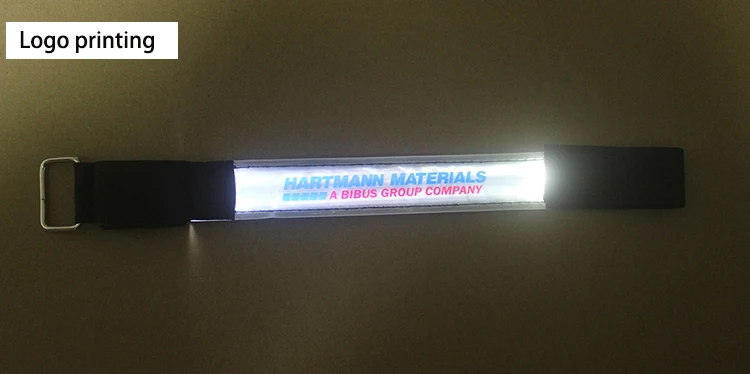 Logo printing
HARTMANN MATERIALS
A BIBUS GROUP COMPANY